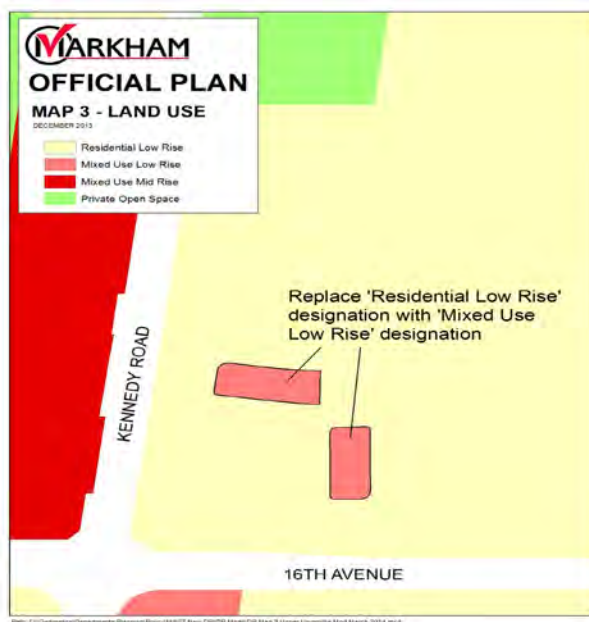 MARKHAM
OFFICIAL PLAN
MAP 3 - LAND USE
DECEMBER 2013
Residential Low Rise
Mixed Use Low Rise
Mixed Use Mid Rise
Private Open Space
Replace 'Residential Low Rise'
designation with 'Mixed Use
Low Rise' designation
KENNEDY ROAD
16TH AVENUE